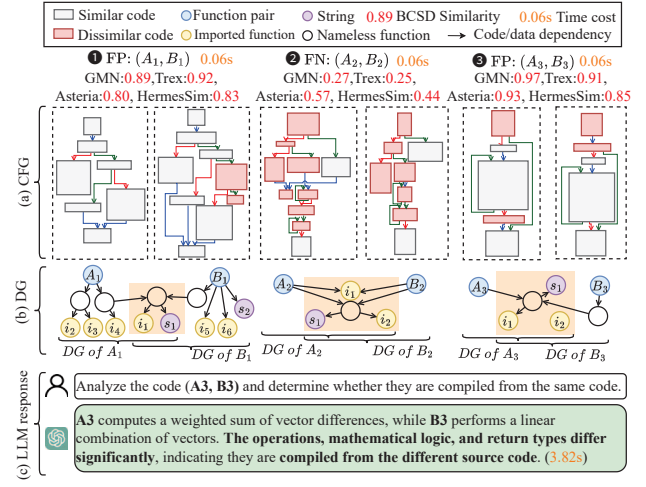 Similar code Function pair String 0.89 BCSD Similarity 0.06s Time cost
Dissimilar code Imported function Nameless function Code/data dependency
❶ FP: (A1, B1) 0.06s
GMN:0.89,Trex:0.92,
Asteria:0.80, HermesSim:0.83
❷ FN: (A2, B2) 0.06s
GMN:0.27,Trex:0.25,
Asteria:0.57, HermesSim:0.44
❸ FP: (A3, B3) 0.06s
GMN:0.97,Trex:0.91,
Asteria:0.93, HermesSim:0.85
(a) CFG
(b) DG
A1 B1 A2 i1 B2 A3 s1 B3
i2 i3 i4 i1 s1 i5 i6 s2 s1 i2 i1 i2
DG of A1 DG of B1 DG of A2 DG of B2 DG of A3 DG of B3
(c) LLM response
Analyze the code (A3, B3) and determine whether they are compiled from the same code.
A3 computes a weighted sum of vector differences, while B3 performs a linear
combination of vectors. The operations, mathematical logic, and return types differ
significantly, indicating they are compiled from the different source code. (3.82s)